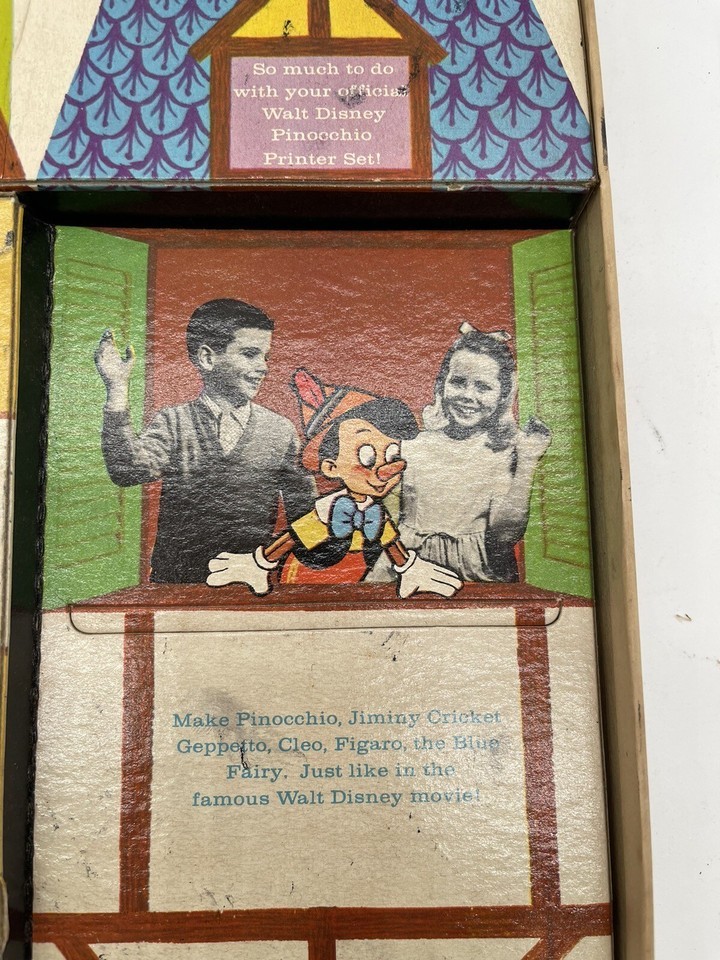 So much to do
with your official
Walt Disney
Pinocchio
Printer Set!
Make Pinocchio, Jiminy Cricket
Geppetto, Cleo, Figaro, the Blue
Fairy. Just like in the
famous Walt Disney movie!